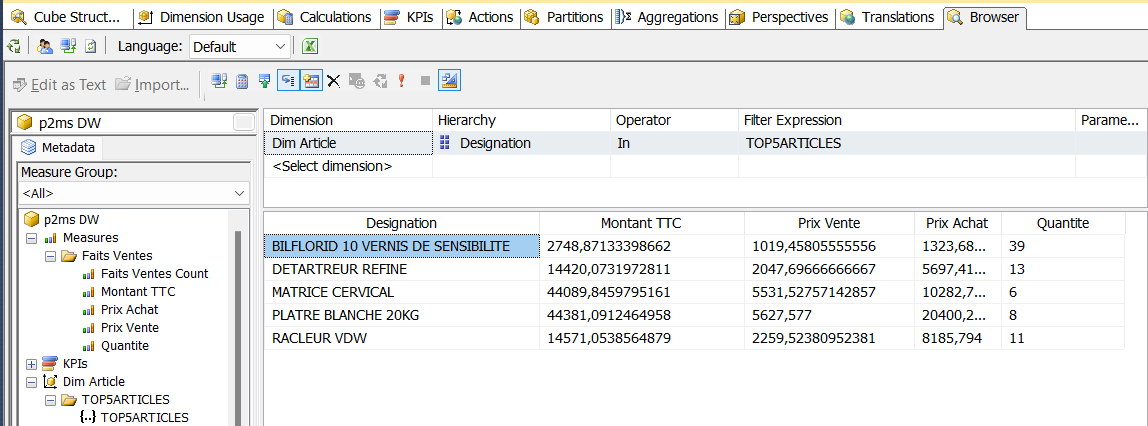 Cube Struct... Dimension Usage Calculations KPIs Actions Partitions Aggregations Perspectives Translations Browser
Language: Default
Edit as Text Import...
p2ms DW
Metadata
Measure Group:
<All>
p2ms DW
Measures
Faits Ventes
Faits Ventes Count
Montant TTC
Prix Achat
Prix Vente
Quantite
KPIs
Dim Article
TOP5ARTICLES
{..} TOP5ARTICLES
Dimension Hierarchy Operator Filter Expression Parame...
Dim Article Designation In TOP5ARTICLES
<Select dimension>
Designation Montant TTC Prix Vente Prix Achat Quantite
BILFLORID 10 VERNIS DE SENSIBILITE 2748,87133398662 1019,45805555556 1323,68... 39
DETARTREUR REFINE 14420,0731972811 2047,69666666667 5697,41... 13
MATRICE CERVICAL 44089,8459795161 5531,52757142857 10282,7... 6
PLATRE BLANCHE 20KG 44381,0912464958 5627,577 20400,2... 8
RACLEUR VDW 14571,0538564879 2259,52380952381 8185,794 11